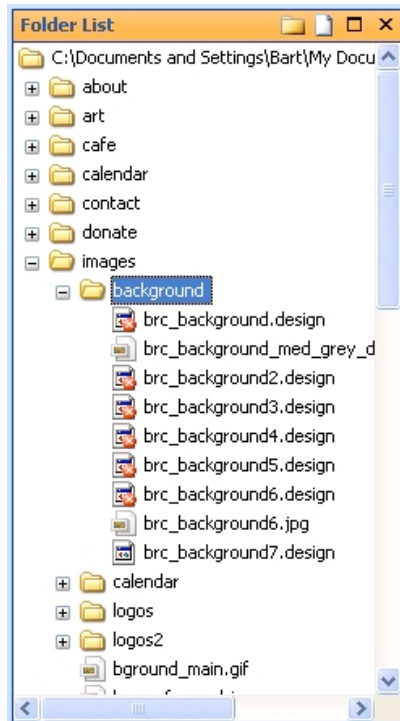 Folder List
C:\Documents and Settings\Bart\My Docu
about
art
cafe
calendar
contact
donate
images
background
brc_background.design
brc_background_med_grey_d
brc_background2.design
brc_background3.design
brc_background4.design
brc_background5.design
brc_background6.design
brc_background6.jpg
brc_background7.design
calendar
logos
logos2
bground_main.gif